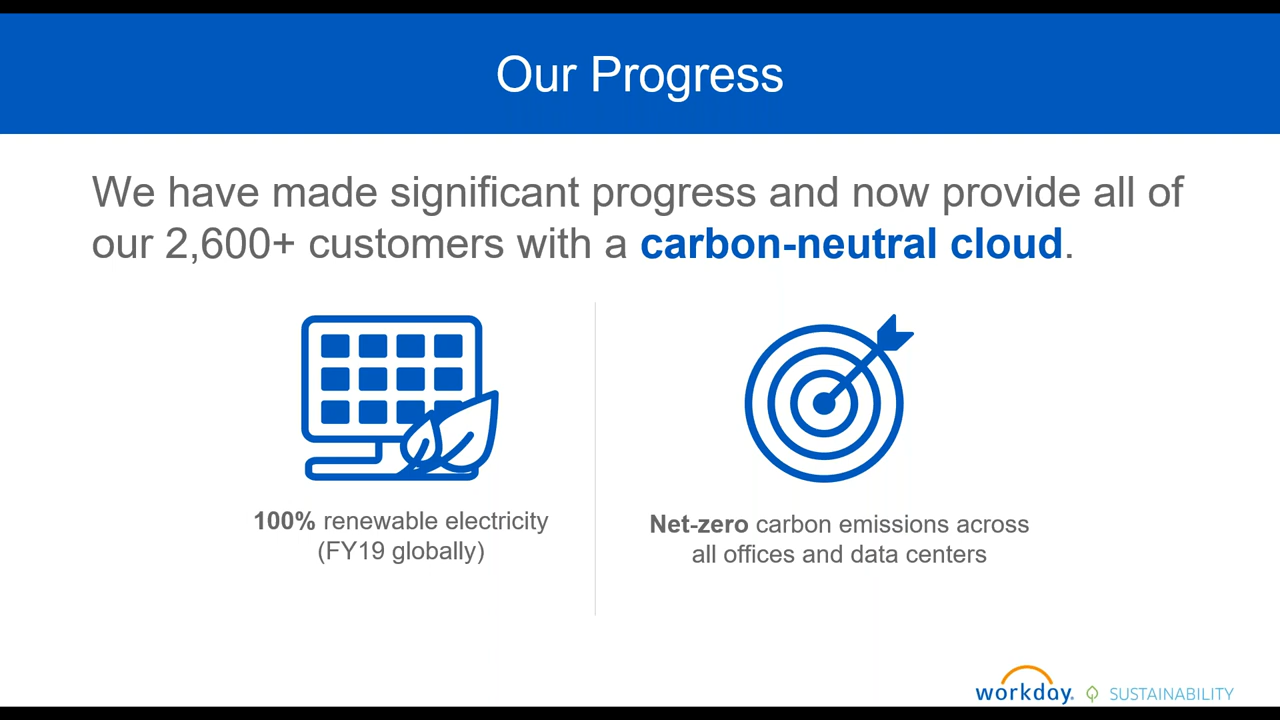 Our Progress
We have made significant progress and now provide all of
our 2,600+ customers with a carbon-neutral cloud.
100% renewable electricity
(FY19 globally)
Net-zero carbon emissions across
all offices and data centers
workday. SUSTAINABILITY